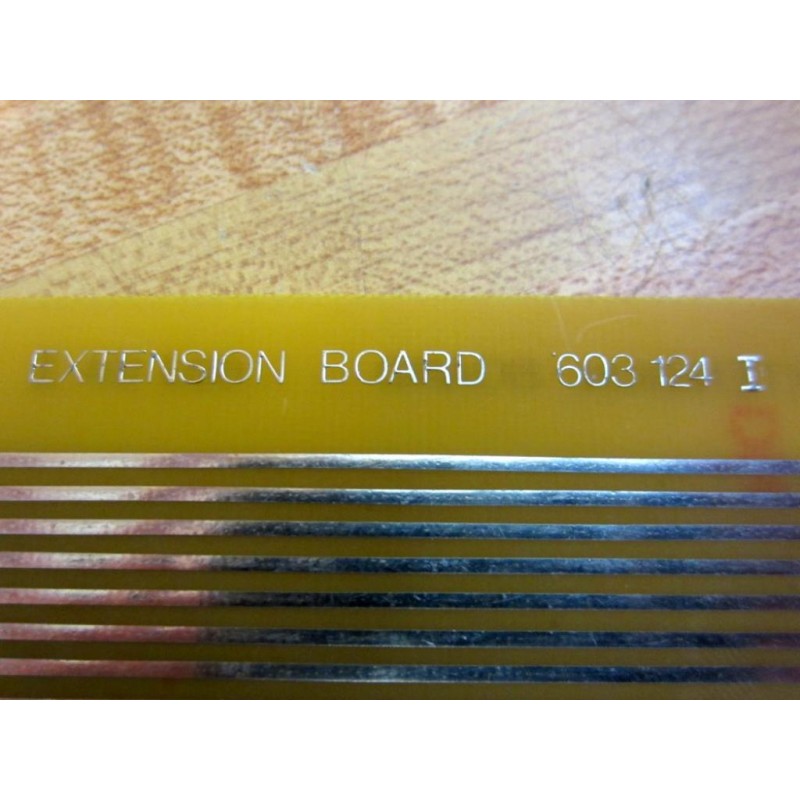 EXTENSION BOARD 603 124 I